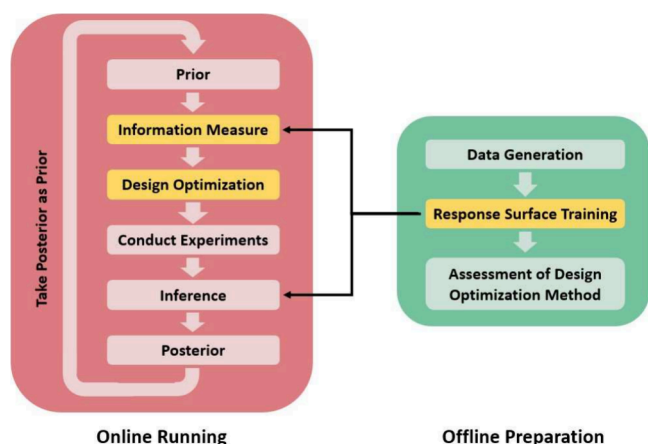 Take Posterior as Prior
Prior
Information Measure
Design Optimization
Conduct Experiments
Inference
Posterior
Online Running
Data Generation
Response Surface Training
Assessment of Design
Optimization Method
Offline Preparation